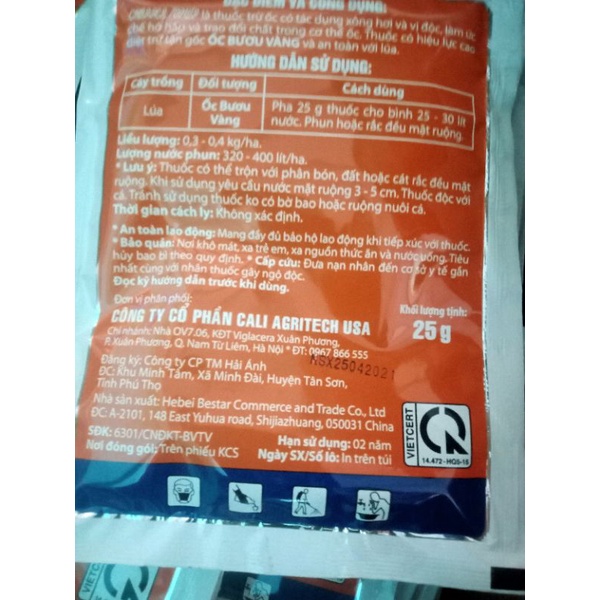 ĐẶC ĐIỂM VÀ CÔNG DỤNG:
là thuốc trừ ốc có tác dụng xông hơi và vị độc, làm ức
chế hô hấp và trao đổi chất trong cơ thể ốc. Thuốc có hiệu lực cao
diệt trừ tận gốc ỐC BƯƠU VÀNG và an toàn với lúa.
HƯỚNG DẪN SỬ DỤNG:
Cây trồng Đối tượng Cách dùng
Lúa Ốc Bươu Vàng Pha 25 g thuốc cho bình 25 - 30 lít
nước. Phun hoặc rắc đều mặt ruộng.
Liều lượng: 0,3 - 0,4 kg/ha.
Lượng nước phun: 320 - 400 lít/ha.
* Lưu ý: Thuốc có thể trộn với phân bón, đất hoặc cát rắc đều mặt
ruộng. Khi sử dụng yêu cầu nước mặt ruộng 3 - 5 cm. Thuốc độc với
cá. Tránh sử dụng thuốc ko có bờ bao hoặc ruộng nuôi cá.
Thời gian cách ly: Không xác định.
* An toàn lao động: Mang đầy đủ bảo hộ lao động khi tiếp xúc với thuốc.
* Bảo quản: Nơi khô mát, xa trẻ em, xa nguồn thức ăn và nước uống. Tiêu
hủy bao bì theo quy định. * Cấp cứu: Đưa nạn nhân đến cơ sở y tế gần
nhất cùng với nhãn thuốc gây ngộ độc.
Đọc kỹ hướng dẫn trước khi dùng.
Đơn vị phân phối:
CÔNG TY CỔ PHẦN CALI AGRITECH USA
Chi nhánh: Nhà OV7.06, KĐT Viglacera Xuân Phương,
P. Xuân Phương, Q. Nam Từ Liêm, Hà Nội * ĐT: 0967 866 555
Khối lượng tịnh:
25 g
NSX25042021
Đăng ký: Công ty CP TM Hải Ánh
ĐC: Khu Minh Tâm, Xã Minh Đài, Huyện Tân Sơn,
Tỉnh Phú Thọ
Nhà sản xuất: Hebei Bestar Commerce and Trade Co., Ltd
ĐC: A-2101, 148 East Yuhua road, Shijiazhuang, 050031 China
SĐK: 6301/CNĐKT-BVTV
Hạn sử dụng: 02 năm
Nơi đóng gói: Trên phiếu KCS
Ngày SX/Số lô: In trên túi
VIETCERT
14.472-HGS-15
VIETCERT